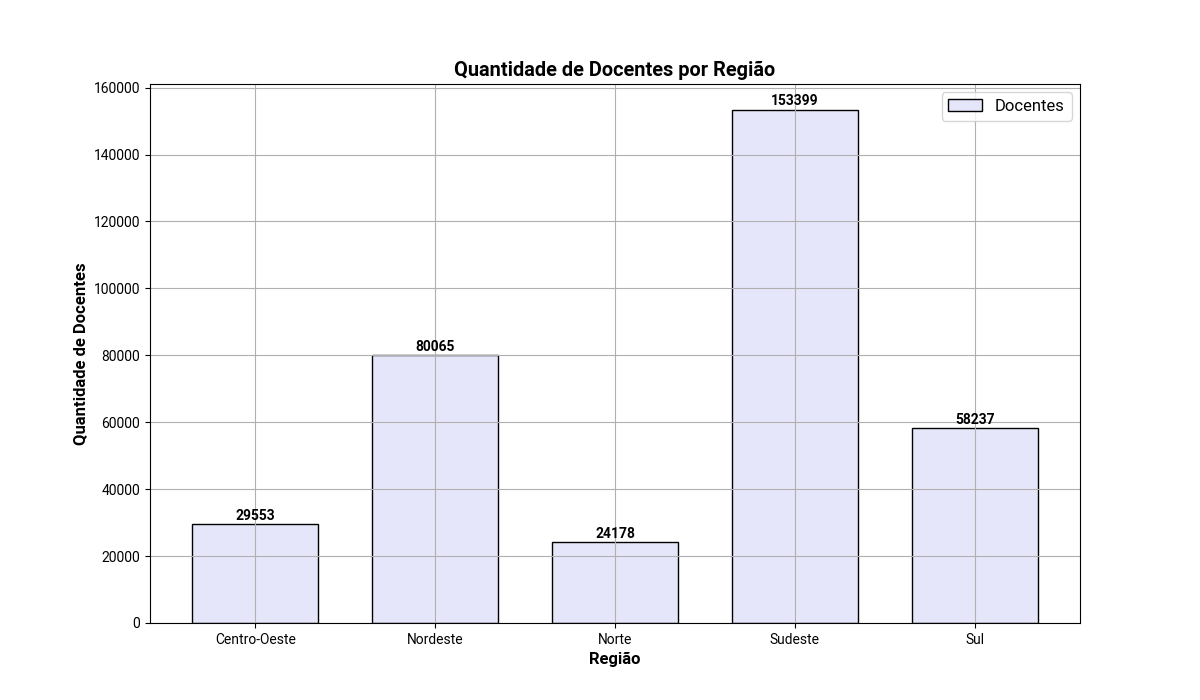 Quantidade de Docentes por Região
Quantidade de Docentes
160000
140000
120000
100000
80000
60000
40000
20000
0
Docentes
29553
80065
24178
153399
58237
Centro-Oeste
Nordeste
Norte
Sudeste
Sul
Região